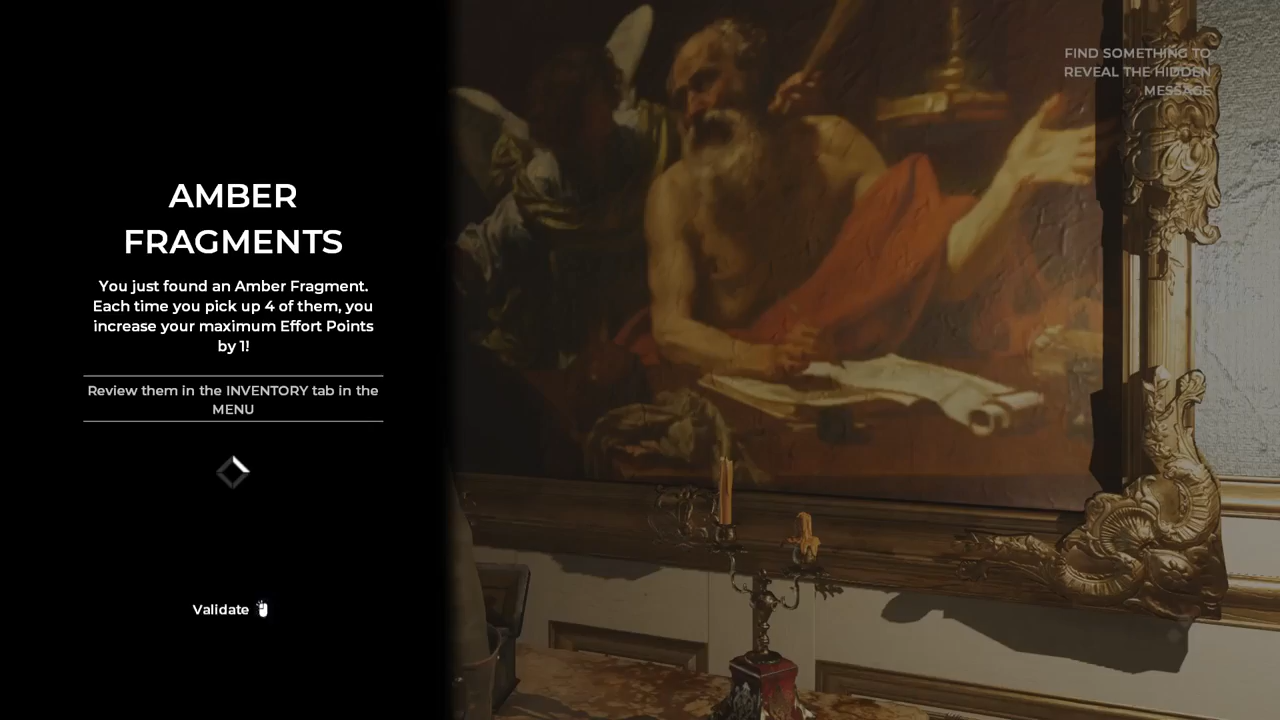 FIND SOMETHING TO
REVEAL THE HIDDEN
MESSAGE
AMBER
FRAGMENTS
You just found an Amber Fragment.
Each time you pick up 4 of them, you
increase your maximum Effort Points
by 1!
Review them in the INVENTORY tab in the
MENU
Validate